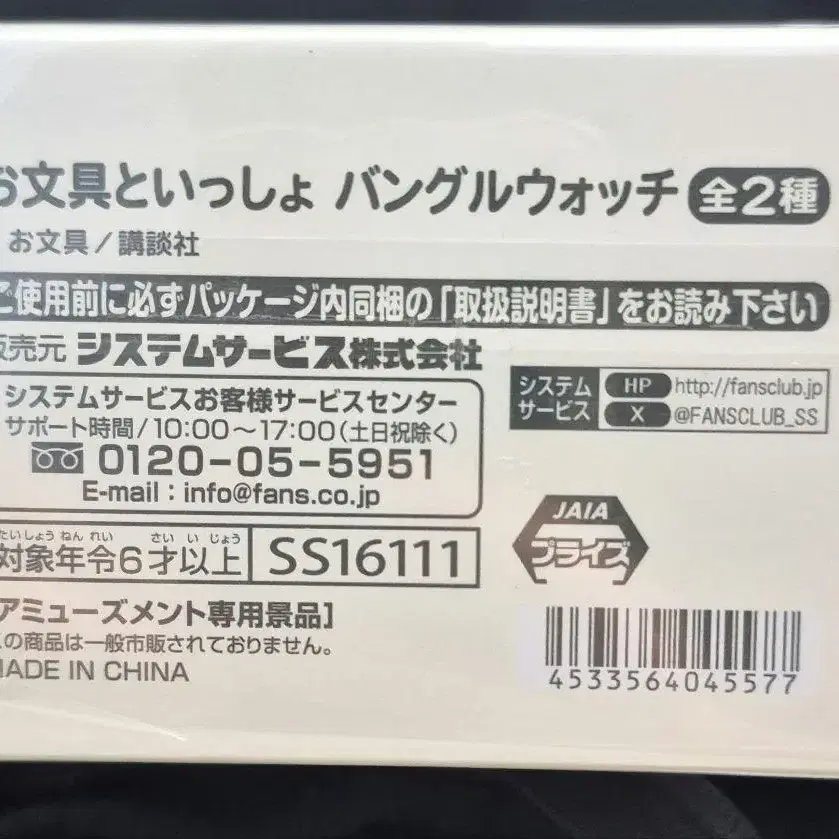 お文具といっしょ バングルウォッチ 全2種
お文具/講談社
ご使用前に必ずパッケージ内同梱の「取扱説明書」をお読み下さい
販売元 システムサービス株式会社
システムサービスお客様サービスセンター
サポート時間/10:00~17:00(土日祝除く)
0120-05-5951
E-mail:info@fans.co.jp
システム
サービス
HP http://fansclub.jp
X @FANSCLUB_SS
たいしょう ねん れい さい い じょう
対象年令6才以上
SS16111
JAIA
プライズ
アミューズメント専用景品]
この商品は一般市販されておりません。
MADE IN CHINA
4533564045577